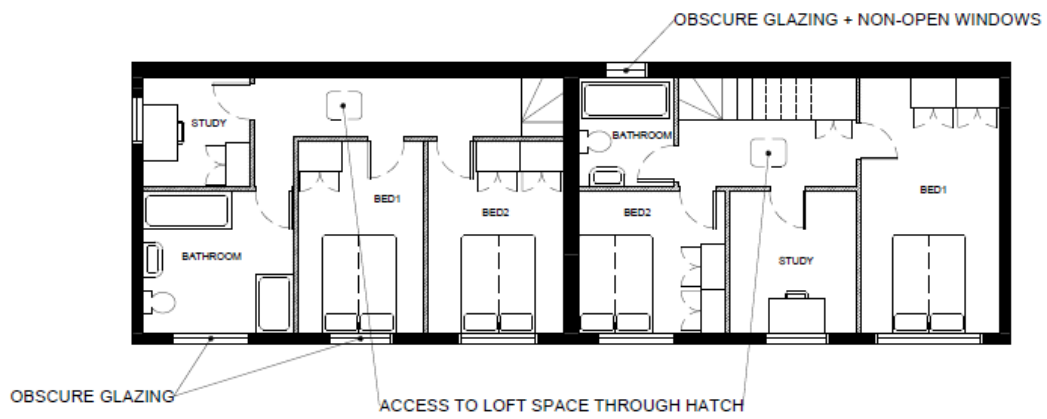 OBSCURE GLAZING + NON-OPEN WINDOWS
STUDY
BATHROOM
BED1
BED2
BATHROOM
BED2
BED1
STUDY
OBSCURE GLAZING
ACCESS TO LOFT SPACE THROUGH HATCH